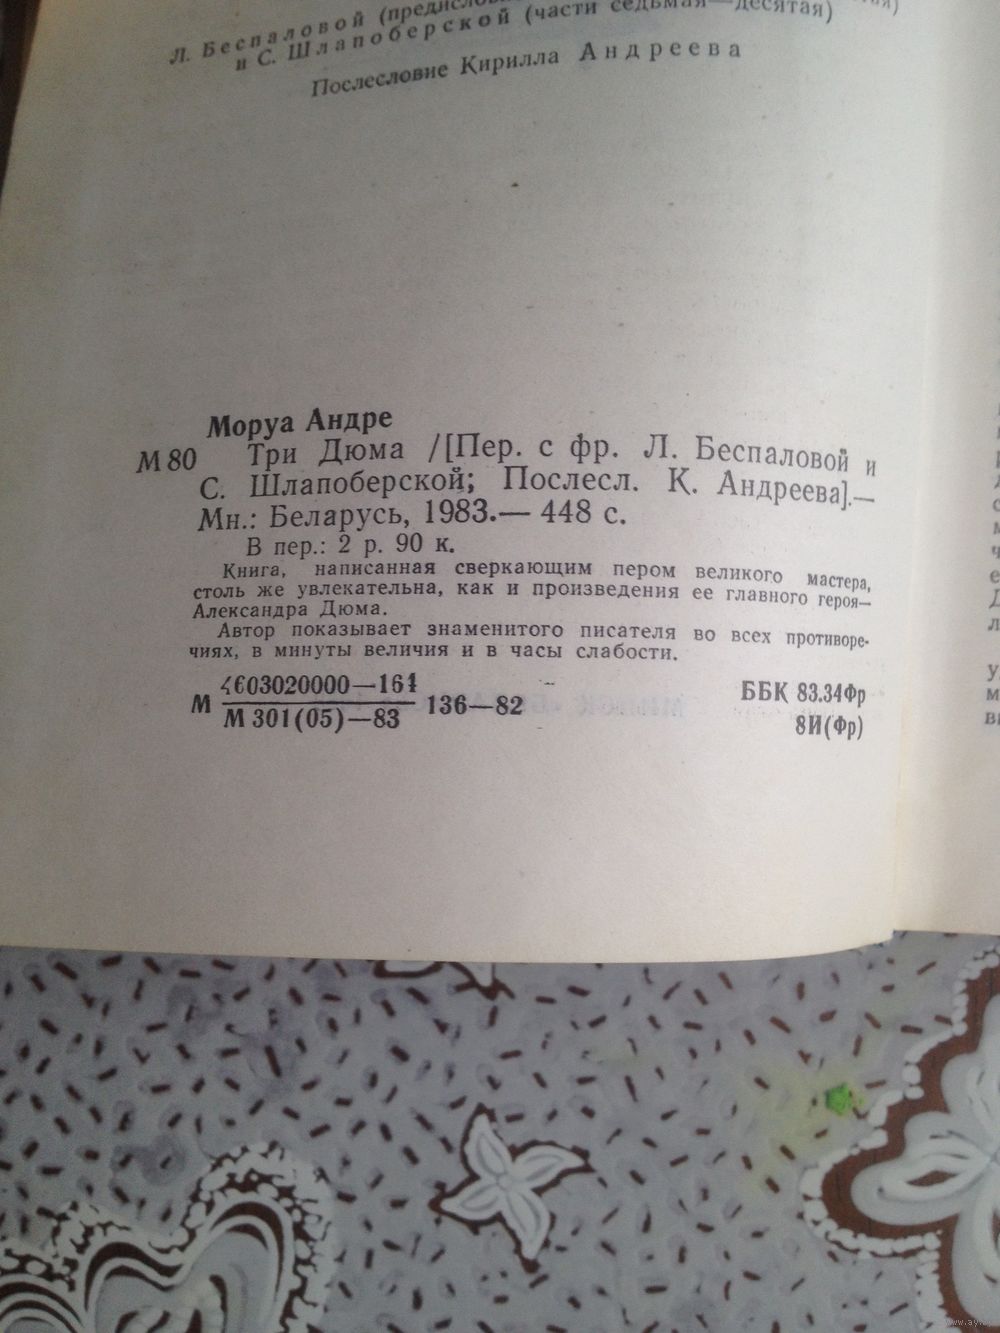 Л. Беспаловой (предисло
и С. Шлапоберской (части седьмая—десятая)
Послесловие Кирилла Андреева
Моруа Андре
М 80 Три Дюма /[Пер. с фр. Л. Беспаловой и
С. Шлапоберской; Послесл. К. Андреева].—
Мн.: Беларусь, 1983.— 448 с.
В пер.: 2 р. 90 к.
Книга, написанная сверкающим пером великого мастера,
столь же увлекательна, как и произведения ее главного героя—
Александра Дюма.
Автор показывает знаменитого писателя во всех противоре-
чиях, в минуты величия и в часы слабости.
М 4603020000—161
М 301(05)—83 136—82
ББК 83.34Фр
8И(Фр)